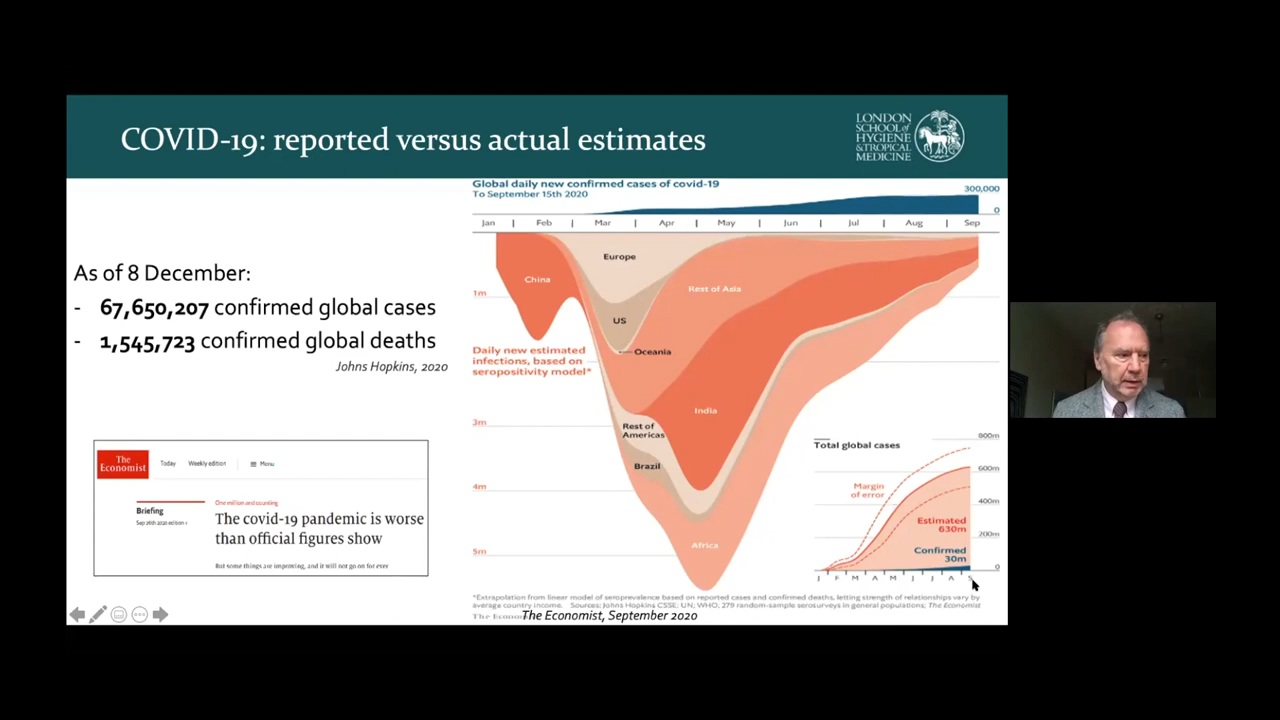 COVID-19: reported versus actual estimates
LONDON
SCHOOL of
HYGIENE
& TROPICAL
MEDICINE
As of 8 December:
- 67,650,207 confirmed global cases
- 1,545,723 confirmed global deaths
Johns Hopkins, 2020
The
Economist
Today Weekly edition Menu
Briefing
Sep 26th 2020 edition
One million and counting
The covid-19 pandemic is worse
than official figures show
But some things are improving, and it will not go on for ever
Global daily new confirmed cases of covid-19
To September 15th 2020
300,000
0
Jan | Feb | Mar | Apr | May | Jun | Jul | Aug | Sep
Europe
China
Rest of Asia
1m
US
Oceania
Daily new estimated
infections, based on
seropositivity model*
India
3m
Rest of
Americas
Brazil
4m
Africa
5m
Total global cases
800m
600m
Margin
of error
400m
Estimated
630m
200m
Confirmed
30m
0
J F M A M J J A S
*Extrapolation from linear model of seroprevalence based on reported cases and confirmed deaths, letting strength of relationships vary by
average country income. Sources: Johns Hopkins CSSE; UN; WHO, 279 random-sample serosurveys in general populations; The Economist
The Economist, September 2020